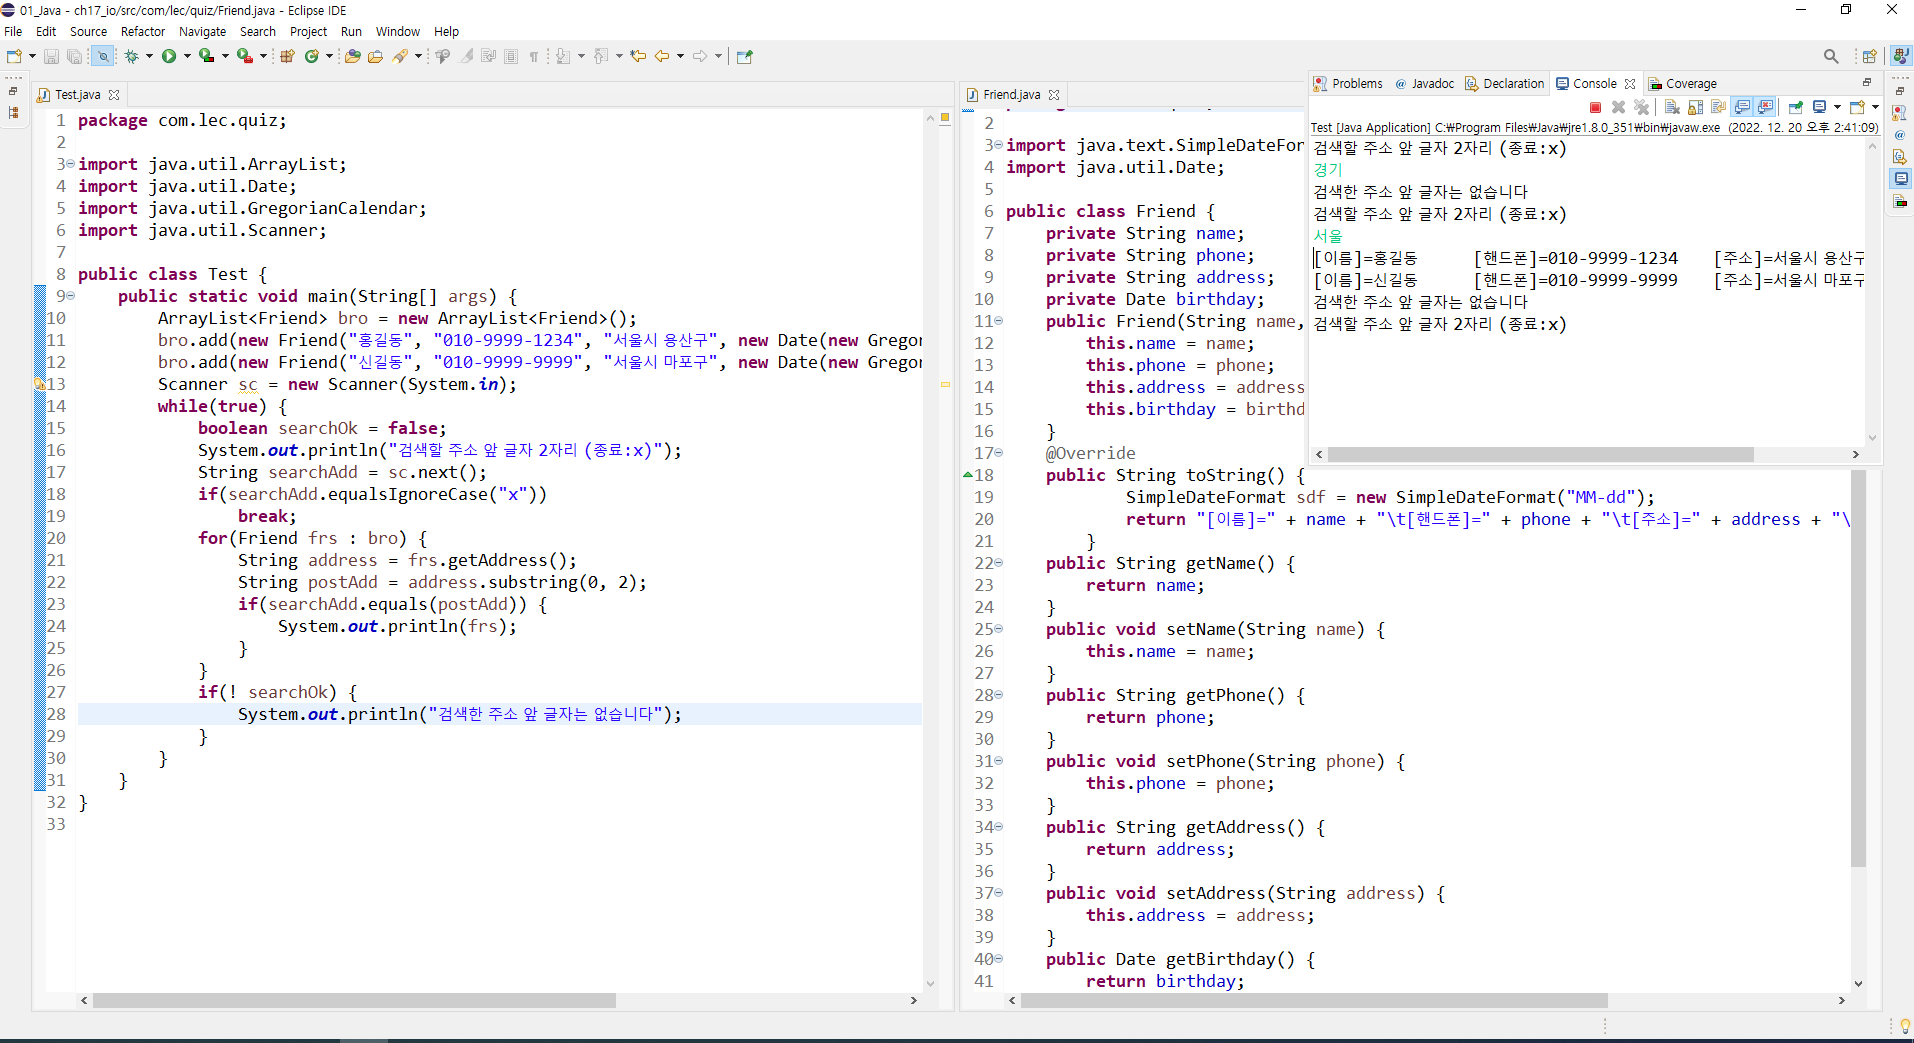 01_Java - ch17_io/src/com/lec/quiz/Friend.java - Eclipse IDE
File Edit Source Refactor Navigate Search Project Run Window Help
Test.java
1 package com.lec.quiz;
2
3 import java.util.ArrayList;
4 import java.util.Date;
5 import java.util.GregorianCalendar;
6 import java.util.Scanner;
7
8 public class Test {
9 public static void main(String[] args) {
10 ArrayList<Friend> bro = new ArrayList<Friend>();
11 bro.add(new Friend("홍길동", "010-9999-1234", "서울시 용산구", new Date(new Gregor
12 bro.add(new Friend("신길동", "010-9999-9999", "서울시 마포구", new Date(new Gregor
13 Scanner sc = new Scanner(System.in);
14 while(true) {
15 boolean searchOk = false;
16 System.out.println("검색할 주소 앞 글자 2자리 (종료:x)");
17 String searchAdd = sc.next();
18 if(searchAdd.equalsIgnoreCase("x"))
19 break;
20 for(Friend frs : bro) {
21 String address = frs.getAddress();
22 String postAdd = address.substring(0, 2);
23 if(searchAdd.equals(postAdd)) {
24 System.out.println(frs);
25 }
26 }
27 if(! searchOk) {
28 System.out.println("검색한 주소 앞 글자는 없습니다");
29 }
30 }
31 }
32 }
33
Friend.java
2
3 import java.text.SimpleDateFor
4 import java.util.Date;
5
6 public class Friend {
7 private String name;
8 private String phone;
9 private String address;
10 private Date birthday;
11 public Friend(String name,
12 this.name = name;
13 this.phone = phone;
14 this.address = address
15 this.birthday = birthd
16 }
17 @Override
18 public String toString() {
19 SimpleDateFormat sdf = new SimpleDateFormat("MM-dd");
20 return "[이름]=" + name + "\t[핸드폰]=" + phone + "\t[주소]=" + address + "\
21 }
22 public String getName() {
23 return name;
24 }
25 public void setName(String name) {
26 this.name = name;
27 }
28 public String getPhone() {
29 return phone;
30 }
31 public void setPhone(String phone) {
32 this.phone = phone;
33 }
34 public String getAddress() {
35 return address;
36 }
37 public void setAddress(String address) {
38 this.address = address;
39 }
40 public Date getBirthday() {
41 return birthday;
Problems @ Javadoc Declaration Console Coverage
Test [Java Application] C:₩Program Files₩Java₩jre1.8.0_351₩bin₩javaw.exe (2022. 12. 20 오후 2:41:09)
검색할 주소 앞 글자 2자리 (종료:x)
경기
검색한 주소 앞 글자는 없습니다
검색할 주소 앞 글자 2자리 (종료:x)
서울
[이름]=홍길동 [핸드폰]=010-9999-1234 [주소]=서울시 용산구
[이름]=신길동 [핸드폰]=010-9999-9999 [주소]=서울시 마포구
검색한 주소 앞 글자는 없습니다
검색할 주소 앞 글자 2자리 (종료:x)